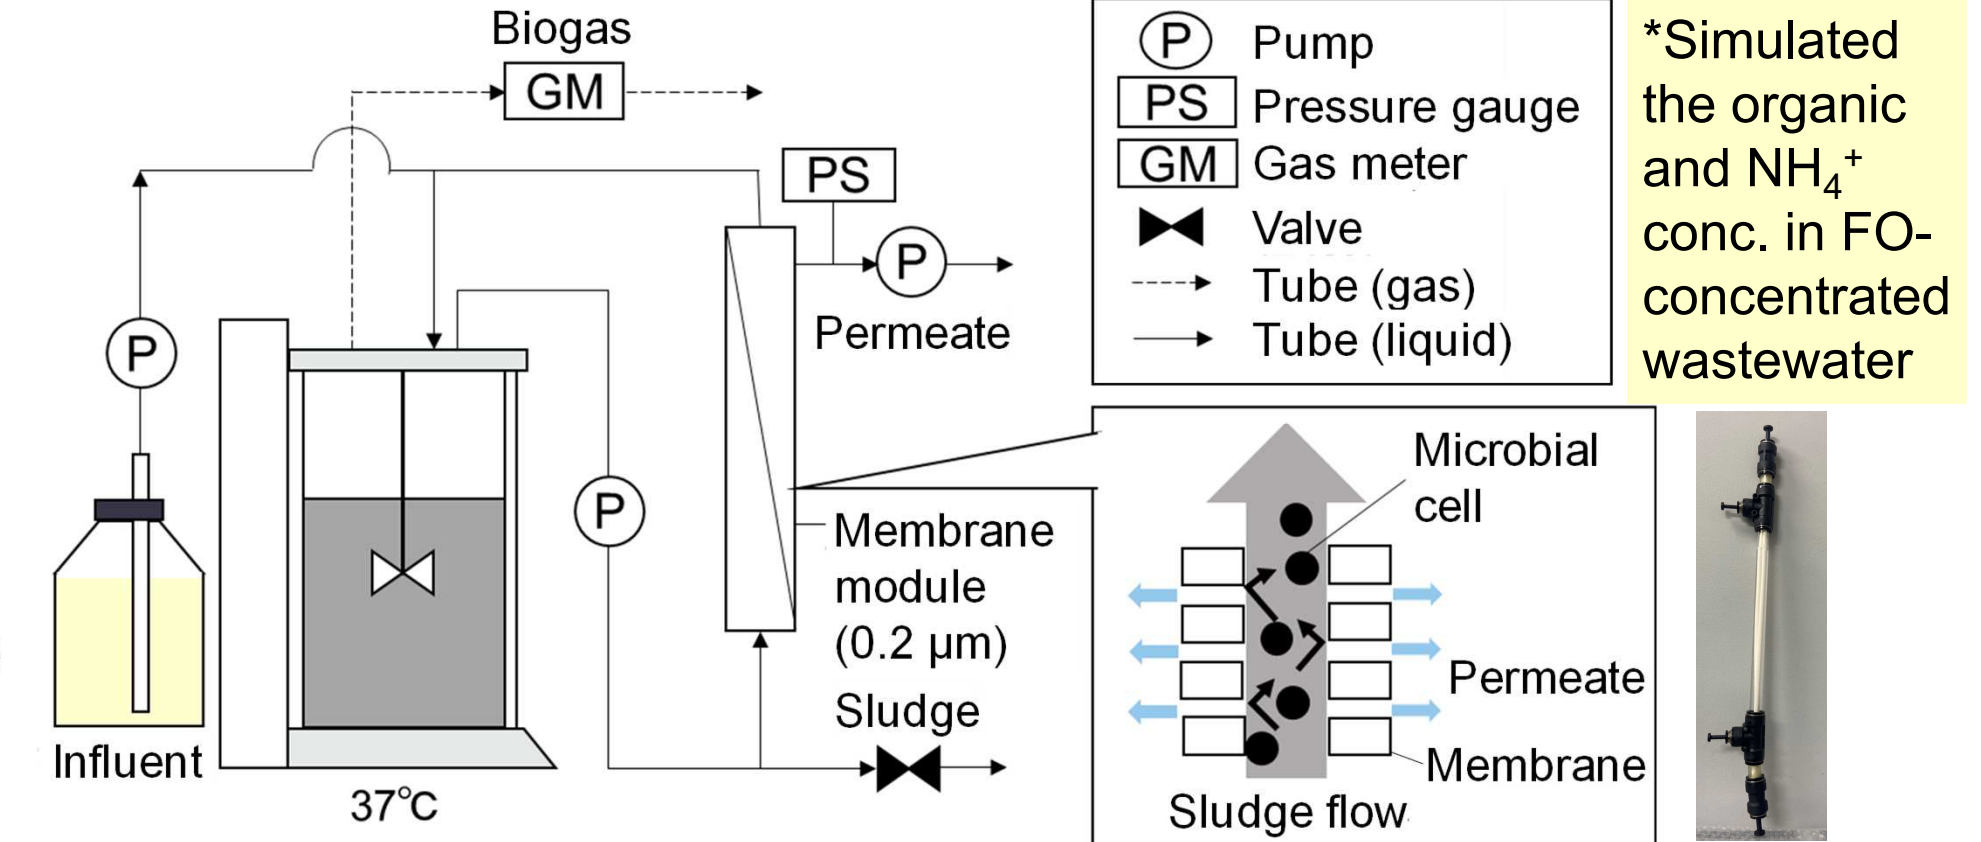 Biogas
GM
PS
P
Permeate
P
P
Membrane
module
(0.2 µm)
Sludge
Influent
37℃
P Pump
PS Pressure gauge
GM Gas meter
Valve
Tube (gas)
Tube (liquid)
Microbial
cell
Permeate
Membrane
Sludge flow
*Simulated
the organic
and NH₄⁺
conc. in FO-
concentrated
wastewater